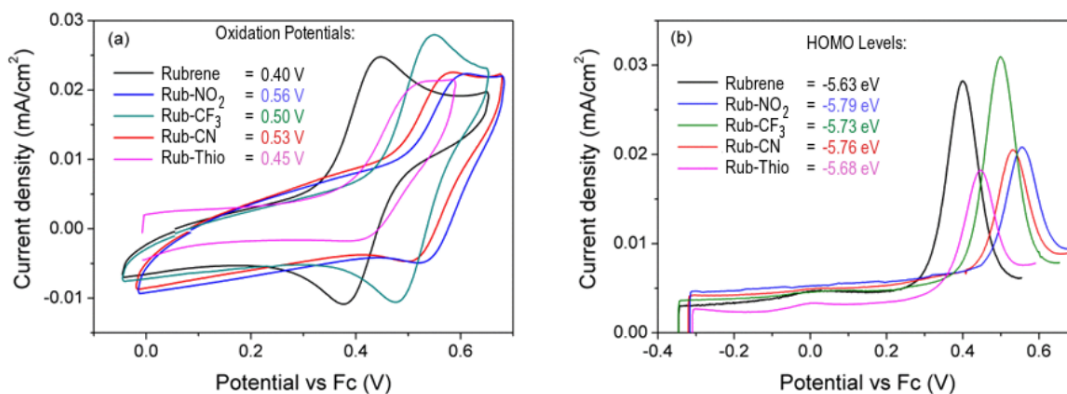 (a) Oxidation Potentials:
Rubrene = 0.40 V
Rub-NO₂ = 0.56 V
Rub-CF₃ = 0.50 V
Rub-CN = 0.53 V
Rub-Thio = 0.45 V
0.03
0.02
0.01
0.00
-0.01
Current density (mA/cm²)
0.0 0.2 0.4 0.6
Potential vs Fc (V)
(b) HOMO Levels:
Rubrene = -5.63 eV
Rub-NO₂ = -5.79 eV
Rub-CF₃ = -5.73 eV
Rub-CN = -5.76 eV
Rub-Thio = -5.68 eV
0.03
0.02
0.01
0.00
Current density (mA/cm²)
-0.4 -0.2 0.0 0.2 0.4 0.6
Potential vs Fc (V)